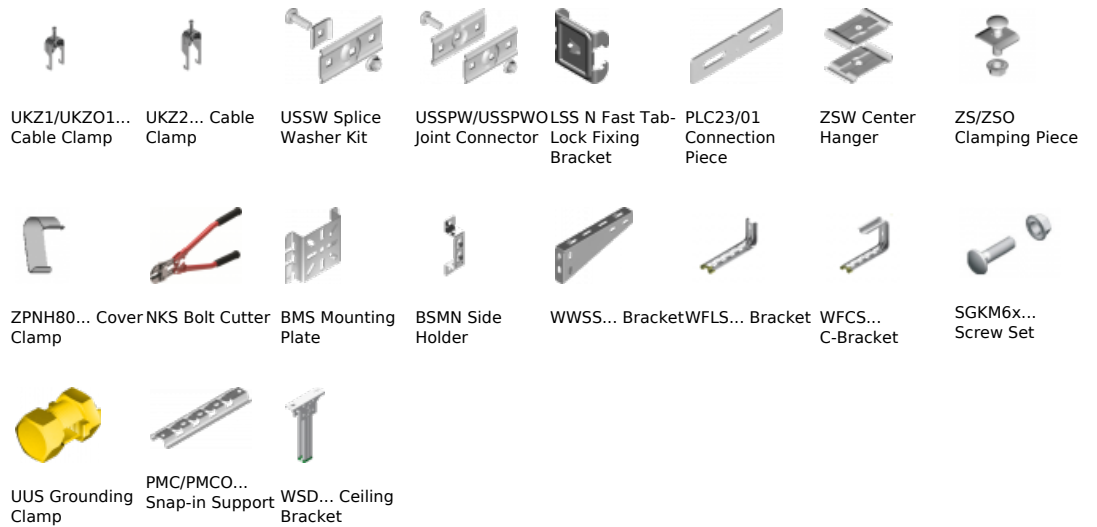 UKZ1/UKZO1...
Cable Clamp
UKZ2... Cable
Clamp
USSW Splice
Washer Kit
USSPW/USSPWO
Joint Connector
LSS N Fast Tab-
Lock Fixing
Bracket
PLC23/01
Connection
Piece
ZSW Center
Hanger
ZS/ZSO
Clamping Piece
ZPNH80... Cover
Clamp
NKS Bolt Cutter
BMS Mounting
Plate
BSMN Side
Holder
WWSS... Bracket
WFLS... Bracket
WFCS...
C-Bracket
SGKM6x...
Screw Set
UUS Grounding
Clamp
PMC/PMCO...
Snap-in Support
WSD... Ceiling
Bracket